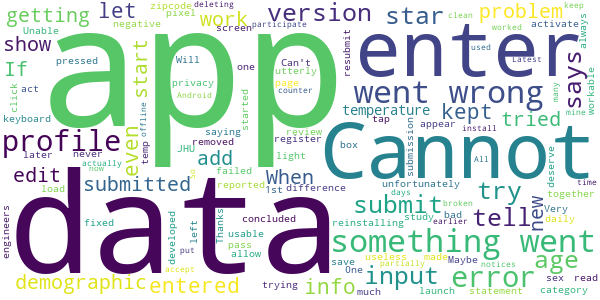 getting let version star problem
zipcode negative pixel work screen deleting participate clean keep
Unable show pressed Will one Can't says activate always
If start privacy utterly page resubmit used worked Latest
click act app enter workable many mine
keyboard Android counter went wrong
offline started review temperature kept tried
profile even temp saying removed register tap appear install
later never JHU add light box Cannot submission All deserve
edit actually now failed When unfortunately try together
load submitted reported 1st difference days broken time
data usable reinstalling submit study bad earlier tell new Very daily
engineers fixed developed put left Thanks concluded pass allow something went
demographic accept entered info save One useless made partially input error notices age
trying much Maybe launch statement sex read category